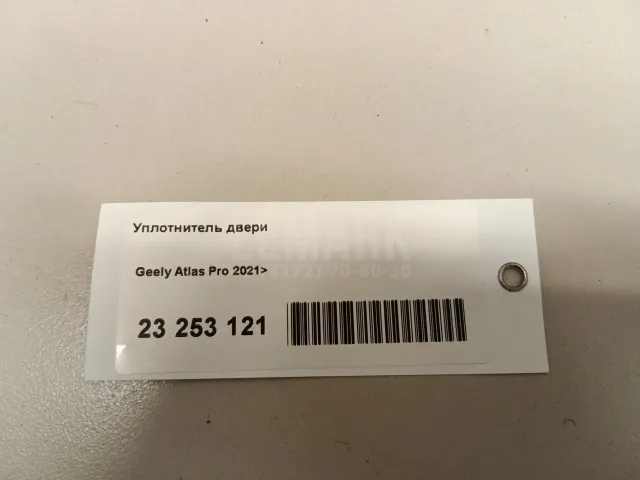 Уплотнитель двери
Geely Atlas Pro 2021>
23 253 121